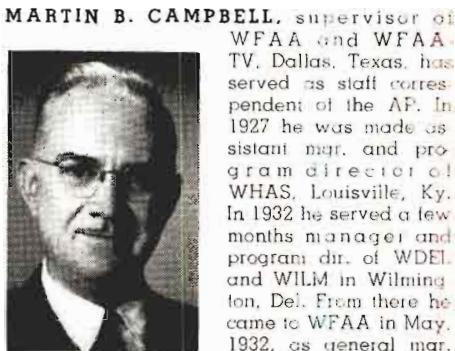 MARTIN B. CAMPBELL, supervisor of
WFAA and WFAA-
TV, Dallas, Texas, has
served as staff corres-
pondent of the AP. In
1927 he was made as
sistant mgr. and pro-
gram director of
WHAS, Louisville, Ky.
In 1932 he served a few
months manager and
program dir. of WDEL
and WILM in Wilming
ton, Del. From there he
came to WFAA in May,
1932, as general mgr.